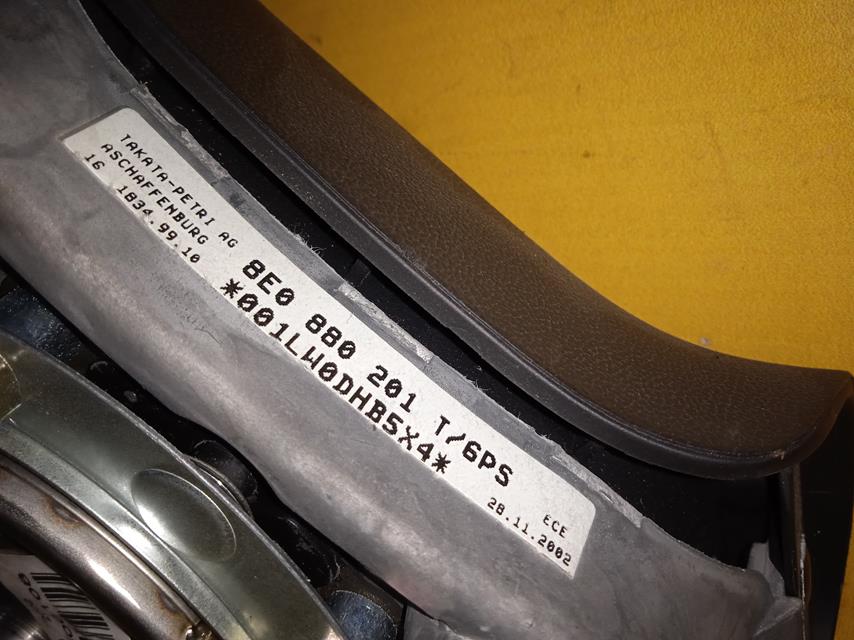 TAKATA-PETRI AG
ASCHAFFENBURG
16 1834.99.10
8E0 880 201 T/6PS
*001LW0DHB5X4*
ECE
28.11.2002